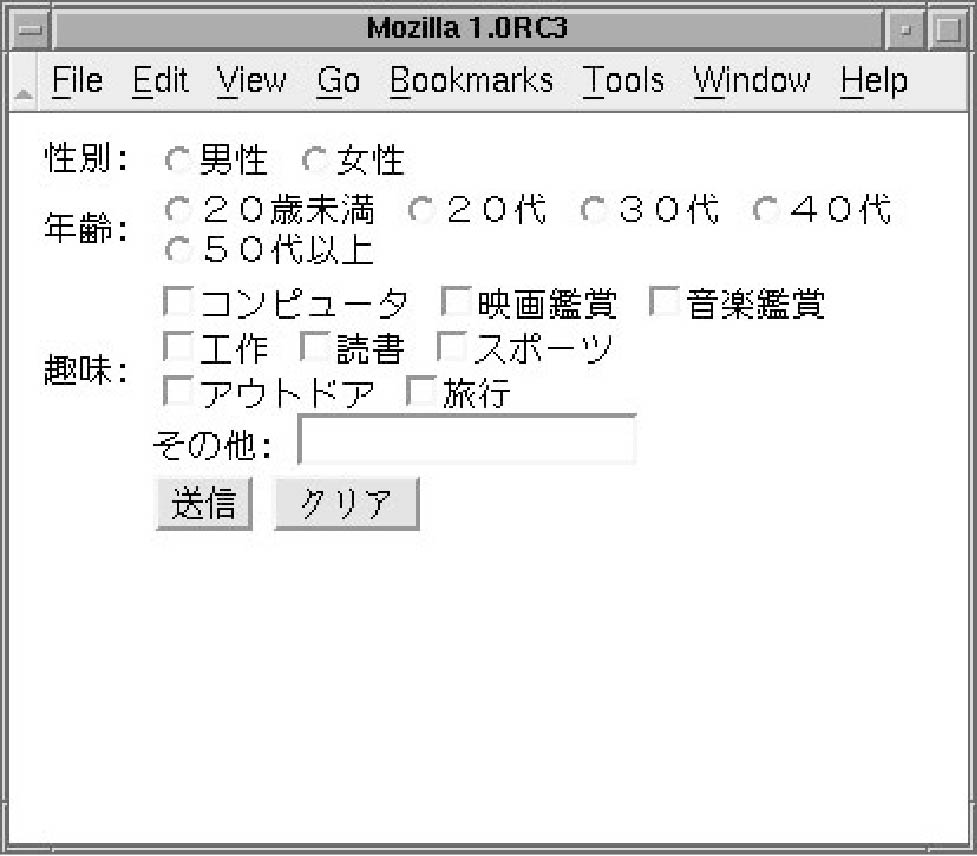 Mozilla 1.0RC3
File Edit View Go Bookmarks Tools Window Help
性別: 男性 女性
年齢: ２０歳未満 ２０代 ３０代 ４０代
５０代以上
趣味: コンピュータ 映画鑑賞 音楽鑑賞
工作 読書 スポーツ
アウトドア 旅行
その他:
送信 クリア